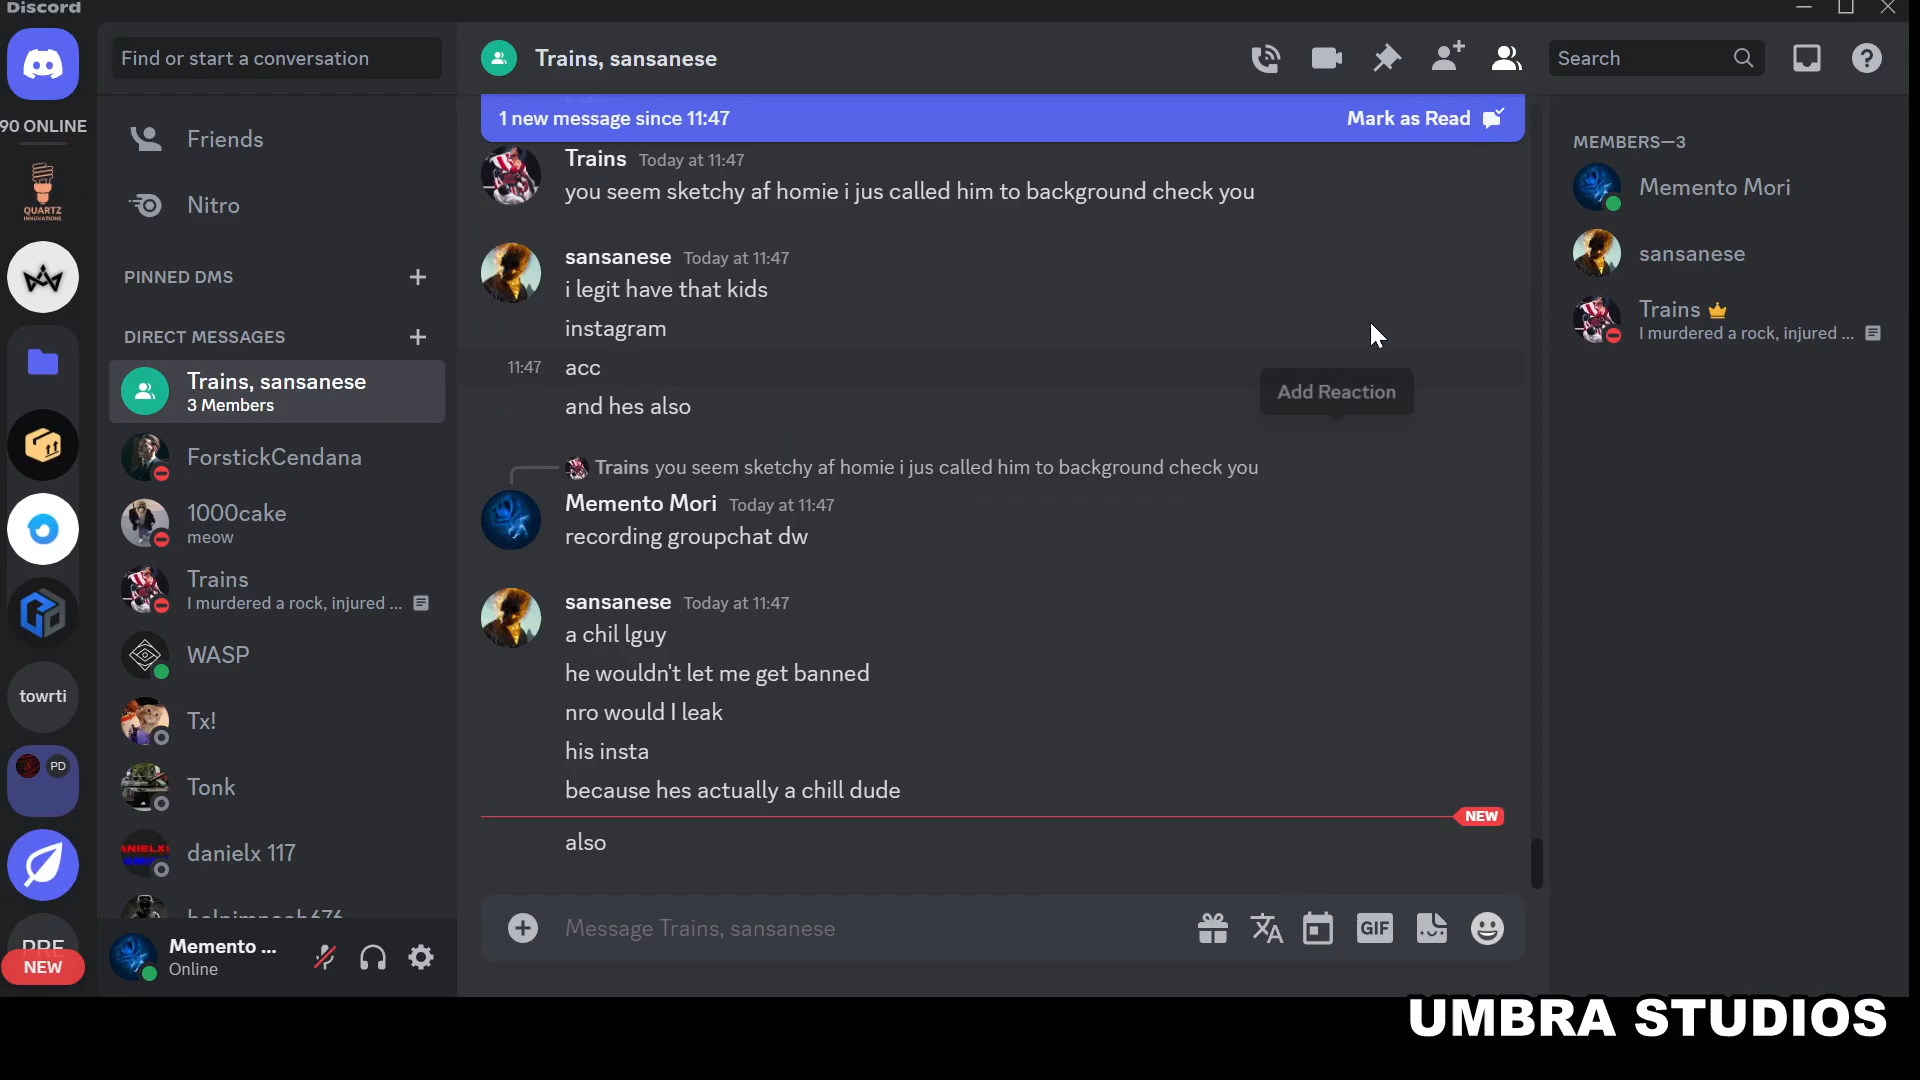 Discord
Find or start a conversation
90 ONLINE
QUARTZ
INNOVATIONS
towrti
PD
PRE
NEW
Friends
Nitro
PINNED DMS
DIRECT MESSAGES
Trains, sansanese
3 Members
ForstickCendana
1000cake
meow
Trains
I murdered a rock, injured ...
WASP
Tx!
Tonk
danielx 117
Memento ...
Online
Trains, sansanese
Search
1 new message since 11:47
Mark as Read
Trains Today at 11:47
you seem sketchy af homie i jus called him to background check you
sansanese Today at 11:47
i legit have that kids
instagram
11:47 acc
and hes also
Add Reaction
Trains you seem sketchy af homie i jus called him to background check you
Memento Mori Today at 11:47
recording groupchat dw
sansanese Today at 11:47
a chil lguy
he wouldn't let me get banned
nro would I leak
his insta
because hes actually a chill dude
NEW
also
Message Trains, sansanese
GIF
MEMBERS—3
Memento Mori
sansanese
Trains
I murdered a rock, injured ...
UMBRA STUDIOS